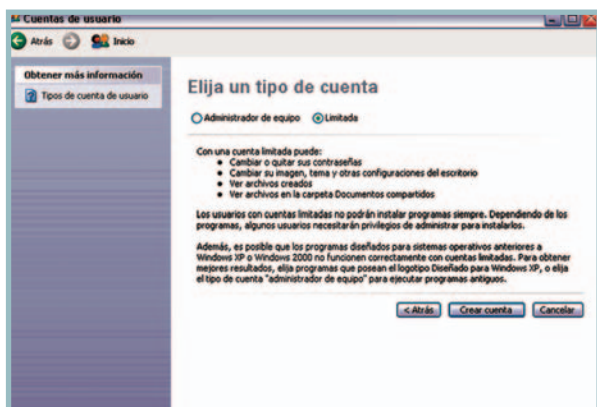 Cuentas de usuario
Atrás Inicio
Obtener más información
Tipos de cuenta de usuario
Elija un tipo de cuenta
Administrador de equipo Limitada
Con una cuenta limitada puede:
• Cambiar o quitar sus contraseñas
• Cambiar su imagen, tema y otras configuraciones del escritorio
• Ver archivos creados
• Ver archivos en la carpeta Documentos compartidos
Los usuarios con cuentas limitadas no podrán instalar programas siempre. Dependiendo de los
programas, algunos usuarios necesitarán privilegios de administrar para instalarlos.
Además, es posible que los programas diseñados para sistemas operativos anteriores a
Windows XP o Windows 2000 no funcionen correctamente con cuentas limitadas. Para obtener
mejores resultados, elija programas que posean el logotipo Diseñado para Windows XP, o elija
el tipo de cuenta "administrador de equipo" para ejecutar programas antiguos.
< Atrás Crear cuenta Cancelar